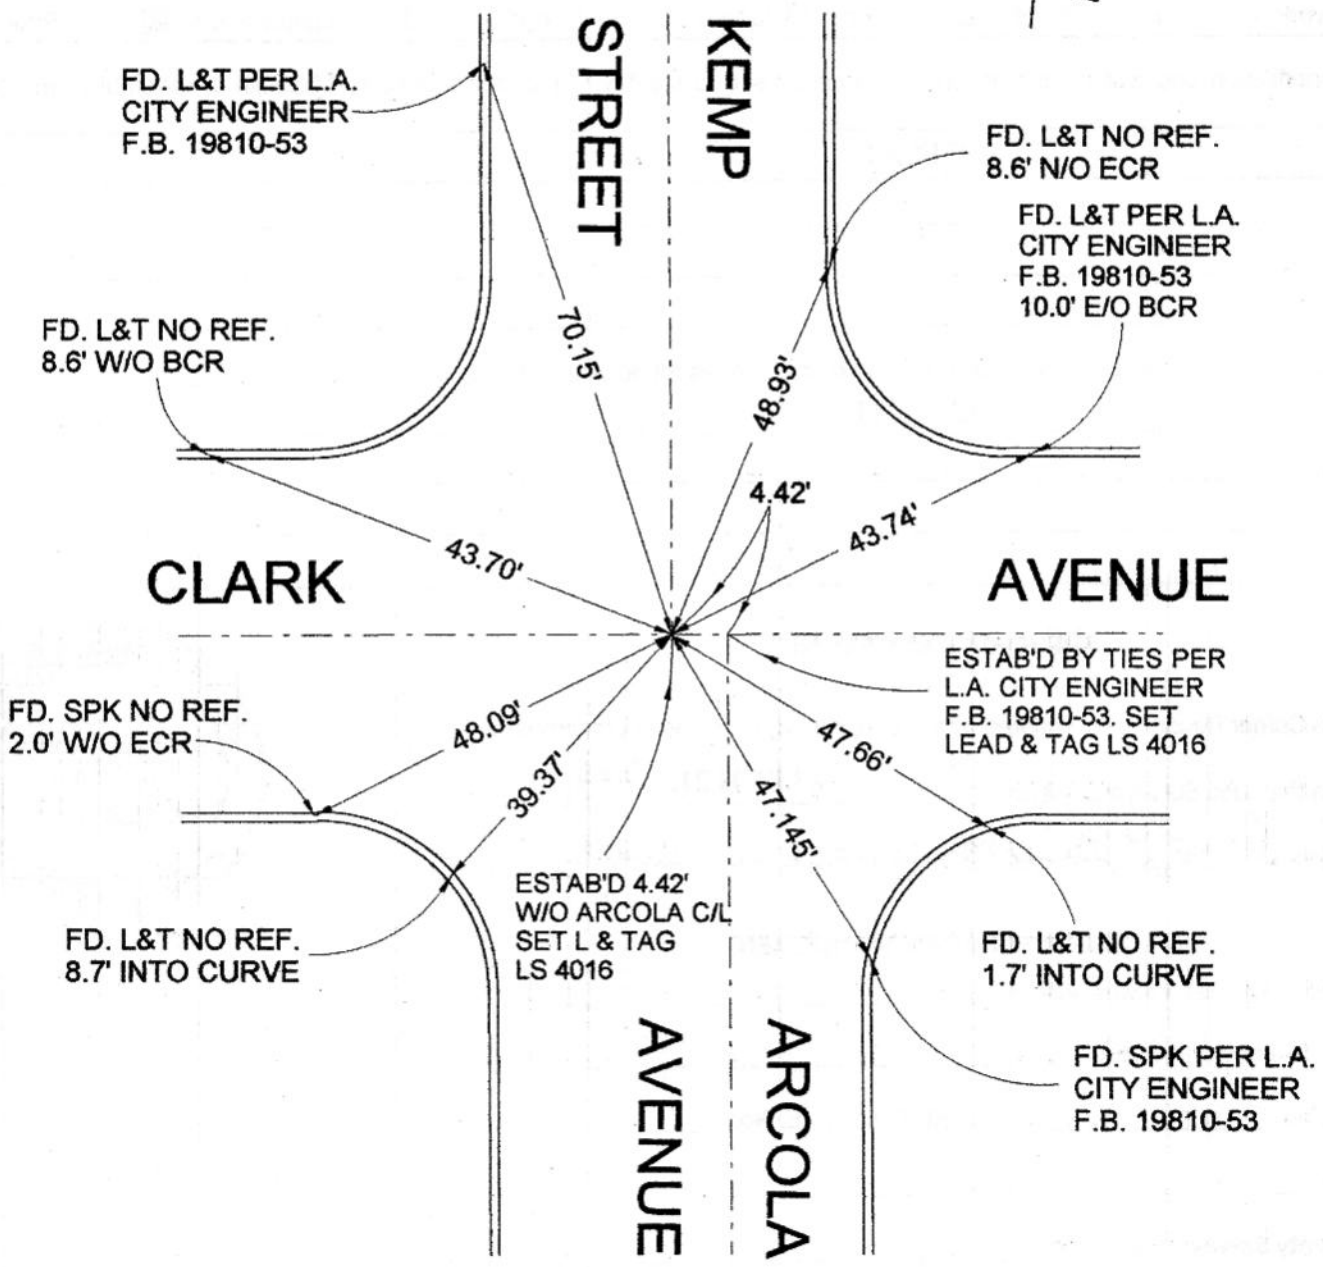 STREET
KEMP
FD. L&T PER L.A.
CITY ENGINEER
F.B. 19810-53
FD. L&T NO REF.
8.6' N/O ECR
FD. L&T PER L.A.
CITY ENGINEER
F.B. 19810-53
10.0' E/O BCR
FD. L&T NO REF.
8.6' W/O BCR
70.15'
48.93'
4.42'
43.70'
43.74'
CLARK
AVENUE
ESTAB'D BY TIES PER
L.A. CITY ENGINEER
F.B. 19810-53. SET
LEAD & TAG LS 4016
FD. SPK NO REF.
2.0' W/O ECR
48.09'
39.37'
47.66'
47.145'
ESTAB'D 4.42'
W/O ARCOLA C/L
SET L & TAG
LS 4016
FD. L&T NO REF.
8.7' INTO CURVE
FD. L&T NO REF.
1.7' INTO CURVE
FD. SPK PER L.A.
CITY ENGINEER
F.B. 19810-53
AVENUE
ARCOLA